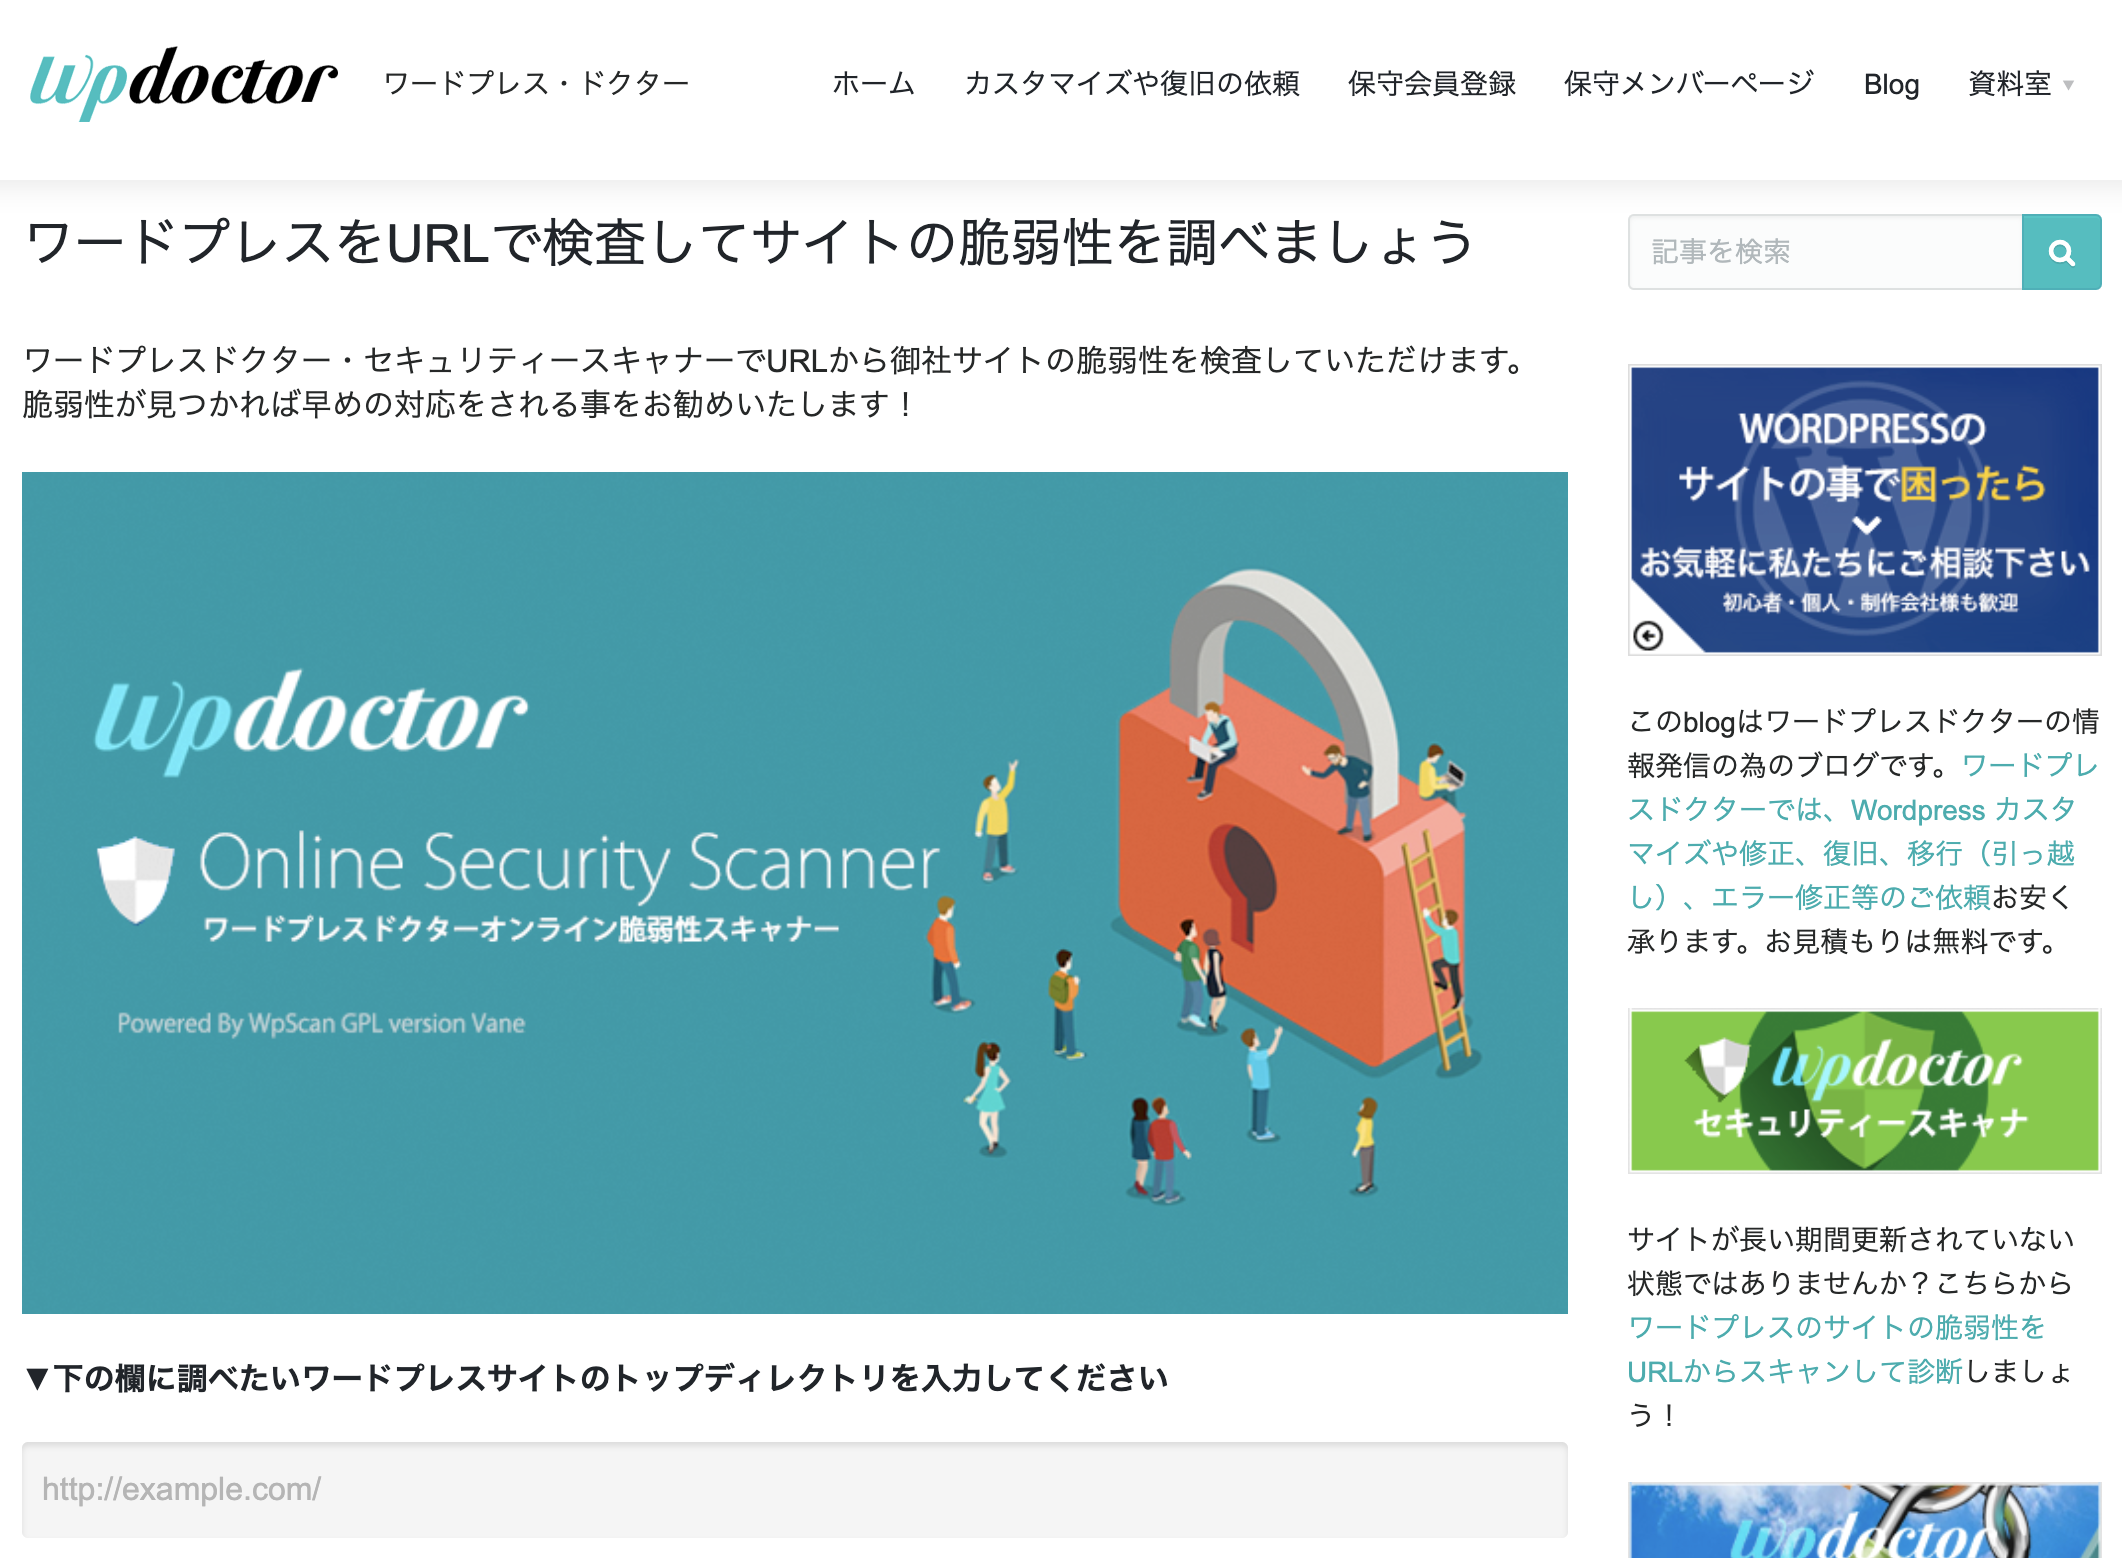 wpdoctor ワードプレス・ドクター ホーム カスタマイズや復旧の依頼 保守会員登録 保守メンバーページ Blog 資料室 ▼
ワードプレスをURLで検査してサイトの脆弱性を調べましょう
ワードプレスドクター・セキュリティースキャナーでURLから御社サイトの脆弱性を検査していただけます。
脆弱性が見つかれば早めの対応をされる事をお勧めいたします！
wpdoctor
Online Security Scanner
ワードプレスドクターオンライン脆弱性スキャナー
Powered By WpScan GPL version Vane
▼下の欄に調べたいワードプレスサイトのトップディレクトリを入力してください
http://example.com/
記事を検索
WORDPRESSの
サイトの事で困ったら
お気軽に私たちにご相談下さい
初心者・個人・制作会社様も歓迎
このblogはワードプレスドクターの情
報発信の為のブログです。ワードプレ
スドクターでは、Wordpress カスタ
マイズや修正、復旧、移行（引っ越
し）、エラー修正等のご依頼お安く
承ります。お見積もりは無料です。
wpdoctor
セキュリティースキャナ
サイトが長い期間更新されていない
状態ではありませんか？こちらから
ワードプレスのサイトの脆弱性を
URLからスキャンして診断しましょ
う！
wpdoctor